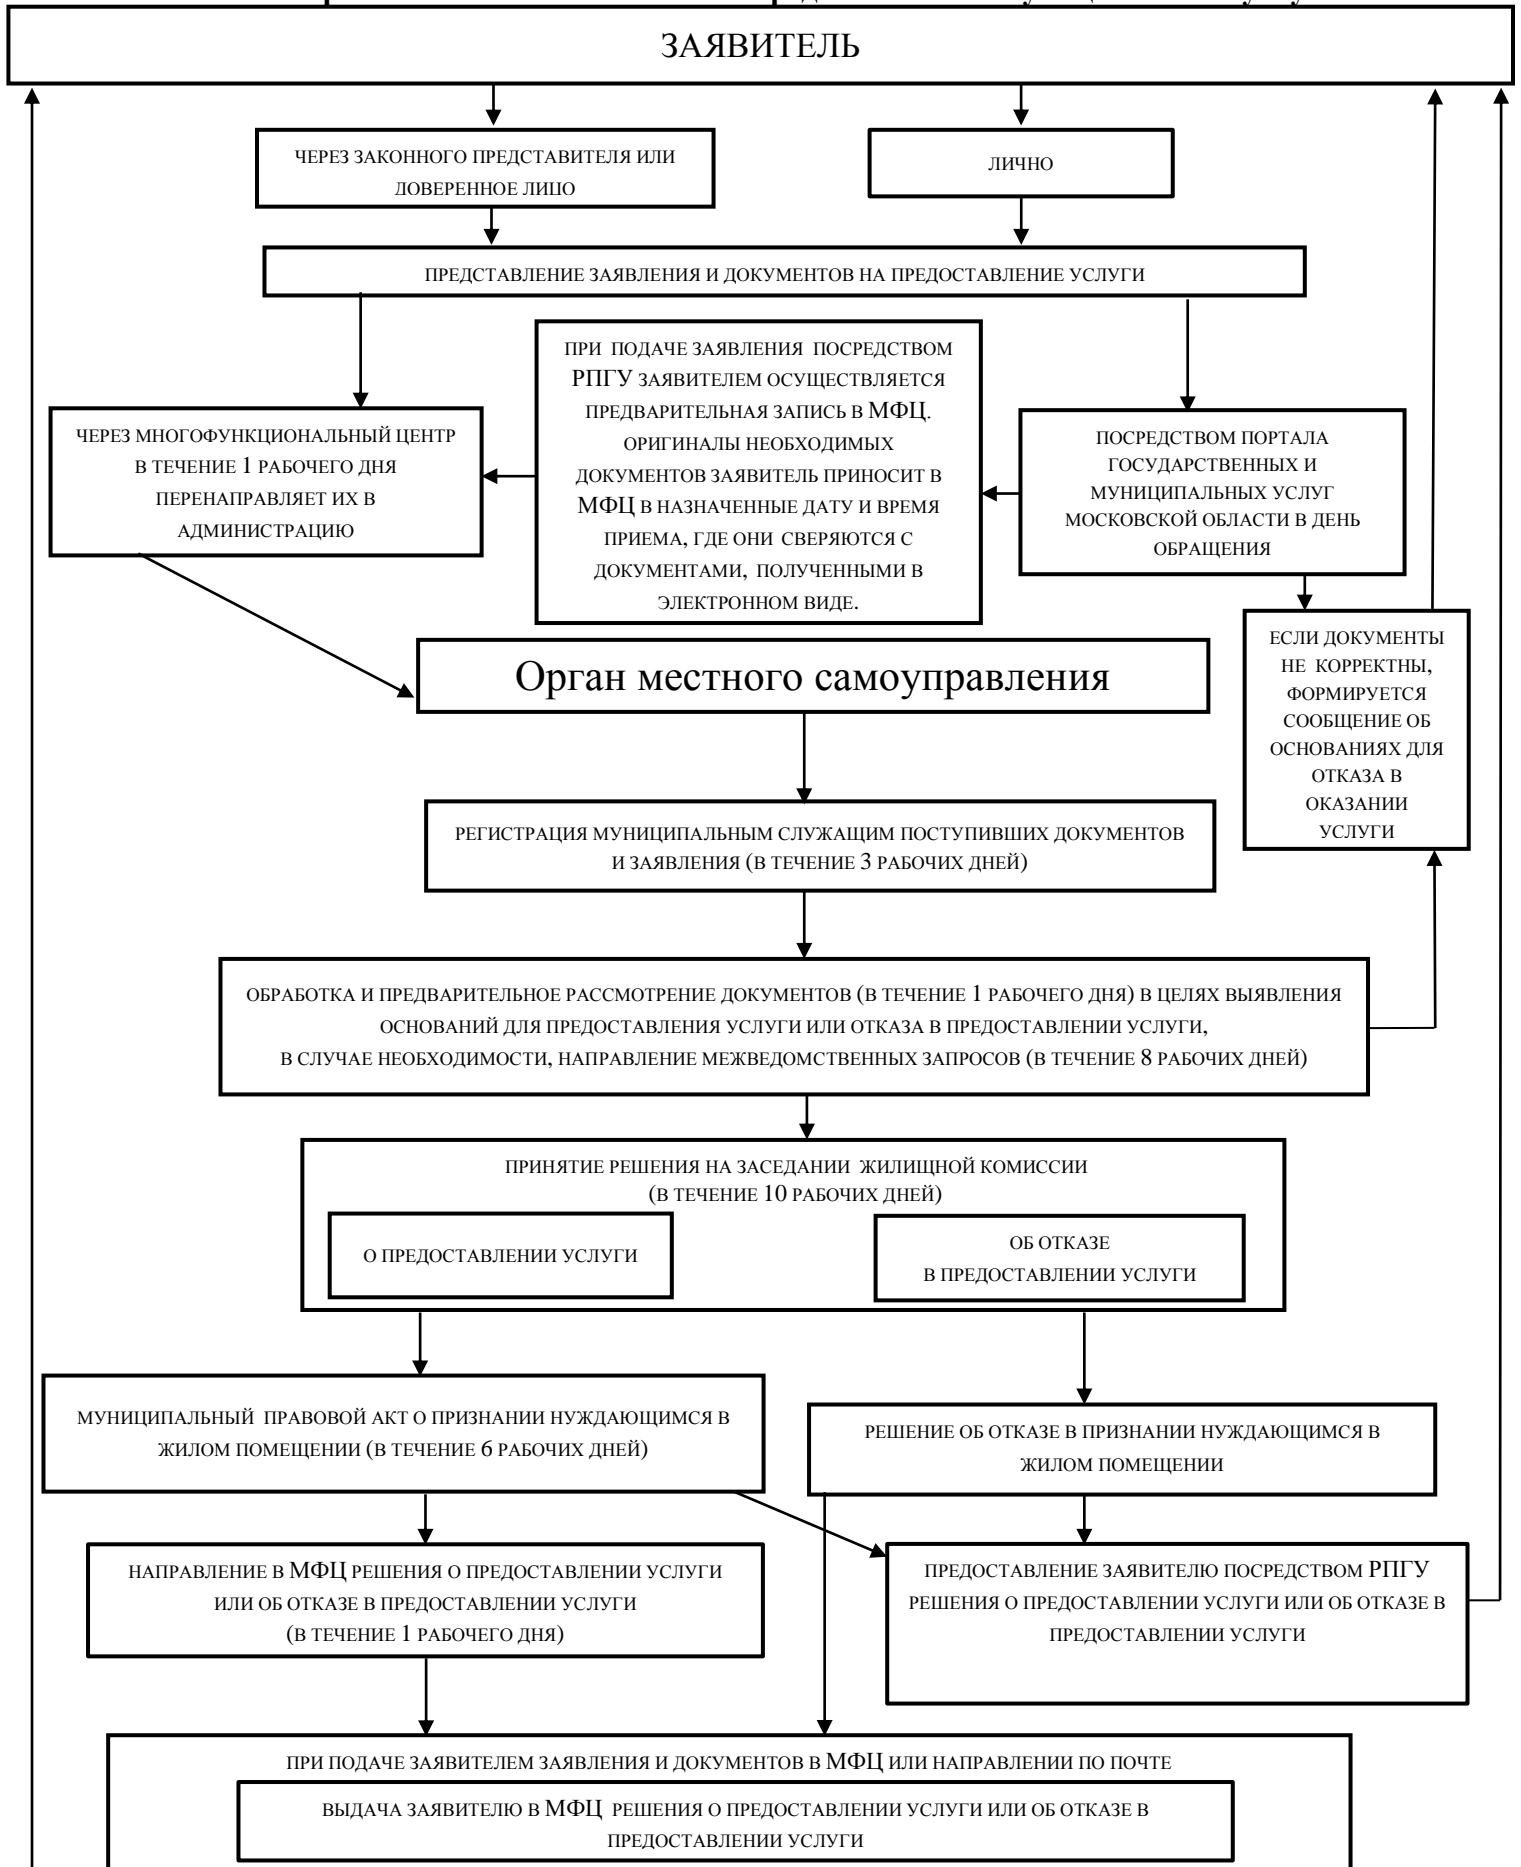 ЗАЯВИТЕЛЬ
ЧЕРЕЗ ЗАКОННОГО ПРЕДСТАВИТЕЛЯ ИЛИ
ДОВЕРЕННОЕ ЛИЦО
ЛИЧНО
ПРЕДСТАВЛЕНИЕ ЗАЯВЛЕНИЯ И ДОКУМЕНТОВ НА ПРЕДОСТАВЛЕНИЕ УСЛУГИ
ЧЕРЕЗ МНОГОФУНКЦИОНАЛЬНЫЙ ЦЕНТР
В ТЕЧЕНИЕ 1 РАБОЧЕГО ДНЯ
ПЕРЕНАПРАВЛЯЕТ ИХ В
АДМИНИСТРАЦИЮ
ПРИ ПОДАЧЕ ЗАЯВЛЕНИЯ ПОСРЕДСТВОМ
РПГУ ЗАЯВИТЕЛЕМ ОСУЩЕСТВЛЯЕТСЯ
ПРЕДВАРИТЕЛЬНАЯ ЗАПИСЬ В МФЦ.
ОРИГИНАЛЫ НЕОБХОДИМЫХ
ДОКУМЕНТОВ ЗАЯВИТЕЛЬ ПРИНОСИТ В
МФЦ В НАЗНАЧЕННЫЕ ДАТУ И ВРЕМЯ
ПРИЕМА, ГДЕ ОНИ СВЕРЯЮТСЯ С
ДОКУМЕНТАМИ, ПОЛУЧЕННЫМИ В
ЭЛЕКТРОННОМ ВИДЕ.
ПОСРЕДСТВОМ ПОРТАЛА
ГОСУДАРСТВЕННЫХ И
МУНИЦИПАЛЬНЫХ УСЛУГ
МОСКОВСКОЙ ОБЛАСТИ В ДЕНЬ
ОБРАЩЕНИЯ
ЕСЛИ ДОКУМЕНТЫ
НЕ КОРРЕКТНЫ,
ФОРМИРУЕТСЯ
СООБЩЕНИЕ ОБ
ОСНОВАНИЯХ ДЛЯ
ОТКАЗА В
ОКАЗАНИИ
УСЛУГИ
Орган местного самоуправления
РЕГИСТРАЦИЯ МУНИЦИПАЛЬНЫМ СЛУЖАЩИМ ПОСТУПИВШИХ ДОКУМЕНТОВ
И ЗАЯВЛЕНИЯ (В ТЕЧЕНИЕ 3 РАБОЧИХ ДНЕЙ)
ОБРАБОТКА И ПРЕДВАРИТЕЛЬНОЕ РАССМОТРЕНИЕ ДОКУМЕНТОВ (В ТЕЧЕНИЕ 1 РАБОЧЕГО ДНЯ) В ЦЕЛЯХ ВЫЯВЛЕНИЯ
ОСНОВАНИЙ ДЛЯ ПРЕДОСТАВЛЕНИЯ УСЛУГИ ИЛИ ОТКАЗА В ПРЕДОСТАВЛЕНИИ УСЛУГИ,
В СЛУЧАЕ НЕОБХОДИМОСТИ, НАПРАВЛЕНИЕ МЕЖВЕДОМСТВЕННЫХ ЗАПРОСОВ (В ТЕЧЕНИЕ 8 РАБОЧИХ ДНЕЙ)
ПРИНЯТИЕ РЕШЕНИЯ НА ЗАСЕДАНИИ ЖИЛИЩНОЙ КОМИССИИ
(В ТЕЧЕНИЕ 10 РАБОЧИХ ДНЕЙ)
О ПРЕДОСТАВЛЕНИИ УСЛУГИ
ОБ ОТКАЗЕ
В ПРЕДОСТАВЛЕНИИ УСЛУГИ
МУНИЦИПАЛЬНЫЙ ПРАВОВОЙ АКТ О ПРИЗНАНИИ НУЖДАЮЩИМСЯ В
ЖИЛОМ ПОМЕЩЕНИИ (В ТЕЧЕНИЕ 6 РАБОЧИХ ДНЕЙ)
РЕШЕНИЕ ОБ ОТКАЗЕ В ПРИЗНАНИИ НУЖДАЮЩИМСЯ В
ЖИЛОМ ПОМЕЩЕНИИ
НАПРАВЛЕНИЕ В МФЦ РЕШЕНИЯ О ПРЕДОСТАВЛЕНИИ УСЛУГИ
ИЛИ ОБ ОТКАЗЕ В ПРЕДОСТАВЛЕНИИ УСЛУГИ
(В ТЕЧЕНИЕ 1 РАБОЧЕГО ДНЯ)
ПРЕДОСТАВЛЕНИЕ ЗАЯВИТЕЛЮ ПОСРЕДСТВОМ РПГУ
РЕШЕНИЯ О ПРЕДОСТАВЛЕНИИ УСЛУГИ ИЛИ ОБ ОТКАЗЕ В
ПРЕДОСТАВЛЕНИИ УСЛУГИ
ПРИ ПОДАЧЕ ЗАЯВИТЕЛЕМ ЗАЯВЛЕНИЯ И ДОКУМЕНТОВ В МФЦ ИЛИ НАПРАВЛЕНИИ ПО ПОЧТЕ
ВЫДАЧА ЗАЯВИТЕЛЮ В МФЦ РЕШЕНИЯ О ПРЕДОСТАВЛЕНИИ УСЛУГИ ИЛИ ОБ ОТКАЗЕ В
ПРЕДОСТАВЛЕНИИ УСЛУГИ